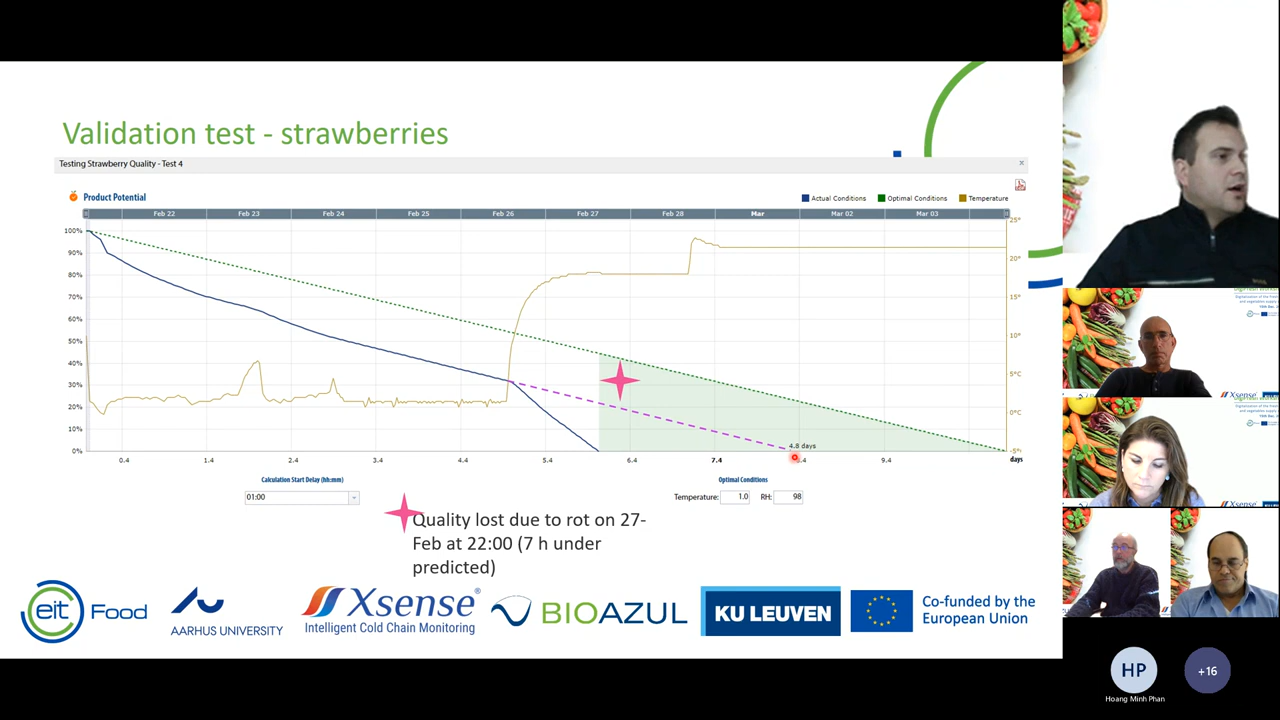 Validation test - strawberries
Testing Strawberry Quality - Test 4
Product Potential
Actual Conditions
Optimal Conditions
Temperature
Feb 22
Feb 23
Feb 24
Feb 25
Feb 26
Feb 27
Feb 28
Mar
Mar 02
Mar 03
100%
90%
80%
70%
60%
50%
40%
30%
20%
10%
0%
25°
20°
15°
10°
5°C
0°C
-5°
4.8 days
0.4
1.4
2.4
3.4
4.4
5.4
6.4
7.4
9.4
days
Calculation Start Delay (hh:mm)
01:00
Optimal Conditions
Temperature: 1.0 RH: 98
Quality lost due to rot on 27-
Feb at 22:00 (7 h under
predicted)
eit Food
AARHUS UNIVERSITY
Xsense®
Intelligent Cold Chain Monitoring
BIOAZUL
KU LEUVEN
Co-funded by the
European Union
Xsense
Xsense
HP
Hoang Minh Phan
+16